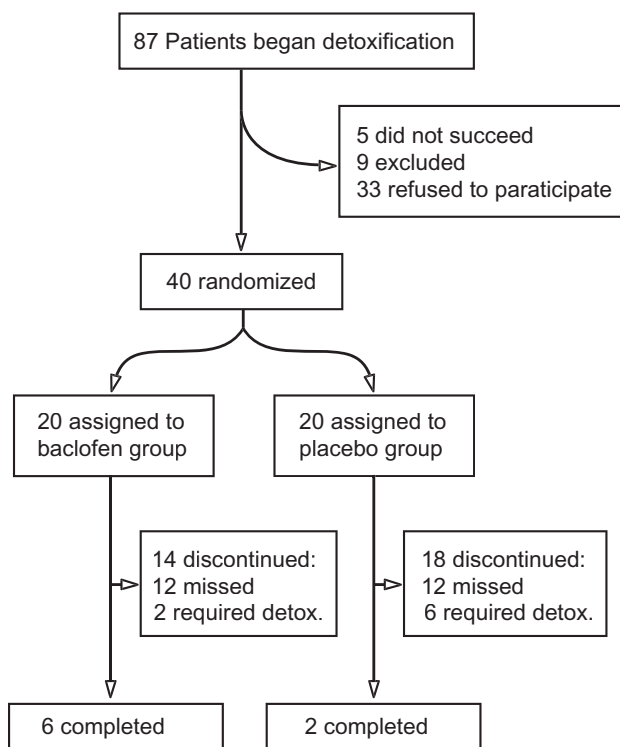 87 Patients began detoxification
5 did not succeed
9 excluded
33 refused to paraticipate
40 randomized
20 assigned to
baclofen group
20 assigned to
placebo group
14 discontinued:
12 missed
2 required detox.
18 discontinued:
12 missed
6 required detox.
6 completed
2 completed